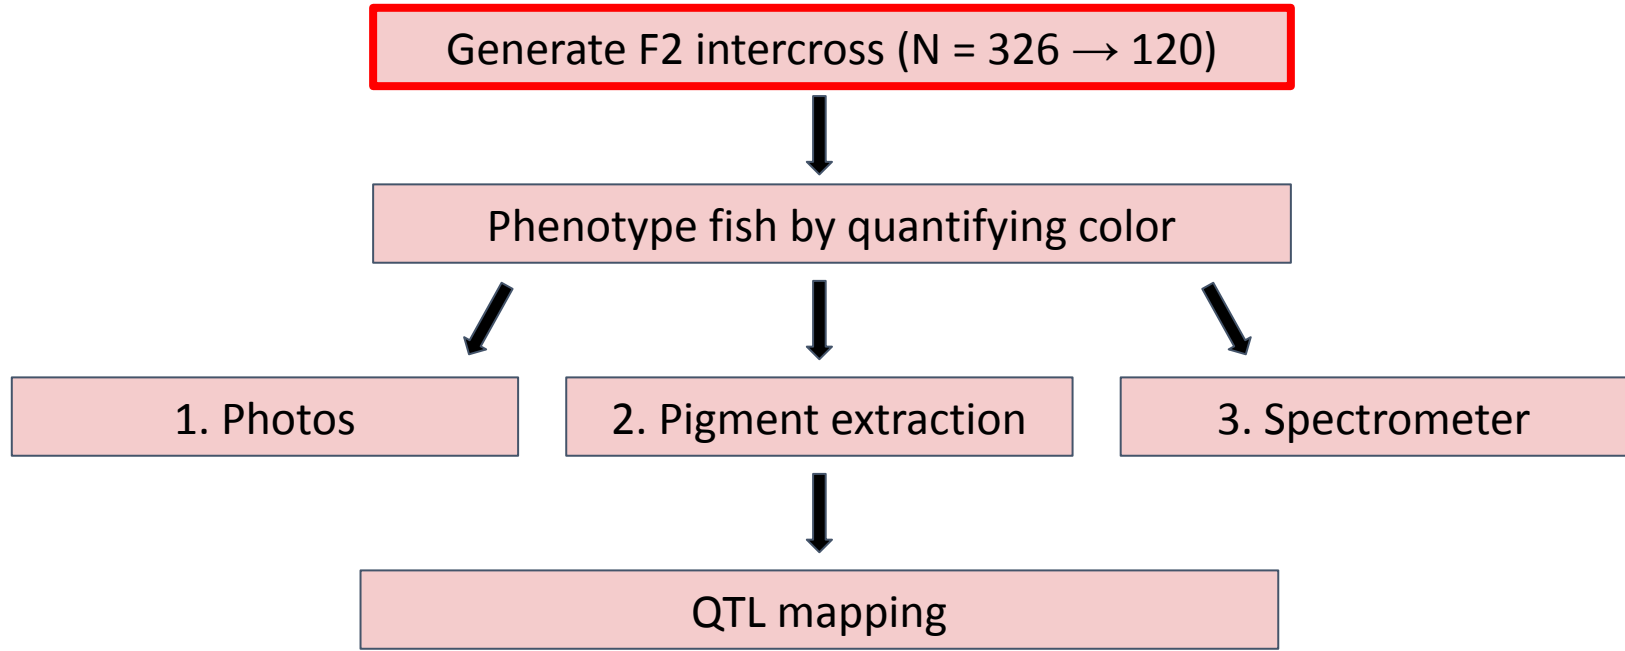 Generate F2 intercross (N = 326 → 120)
Phenotype fish by quantifying color
1. Photos
2. Pigment extraction
3. Spectrometer
QTL mapping